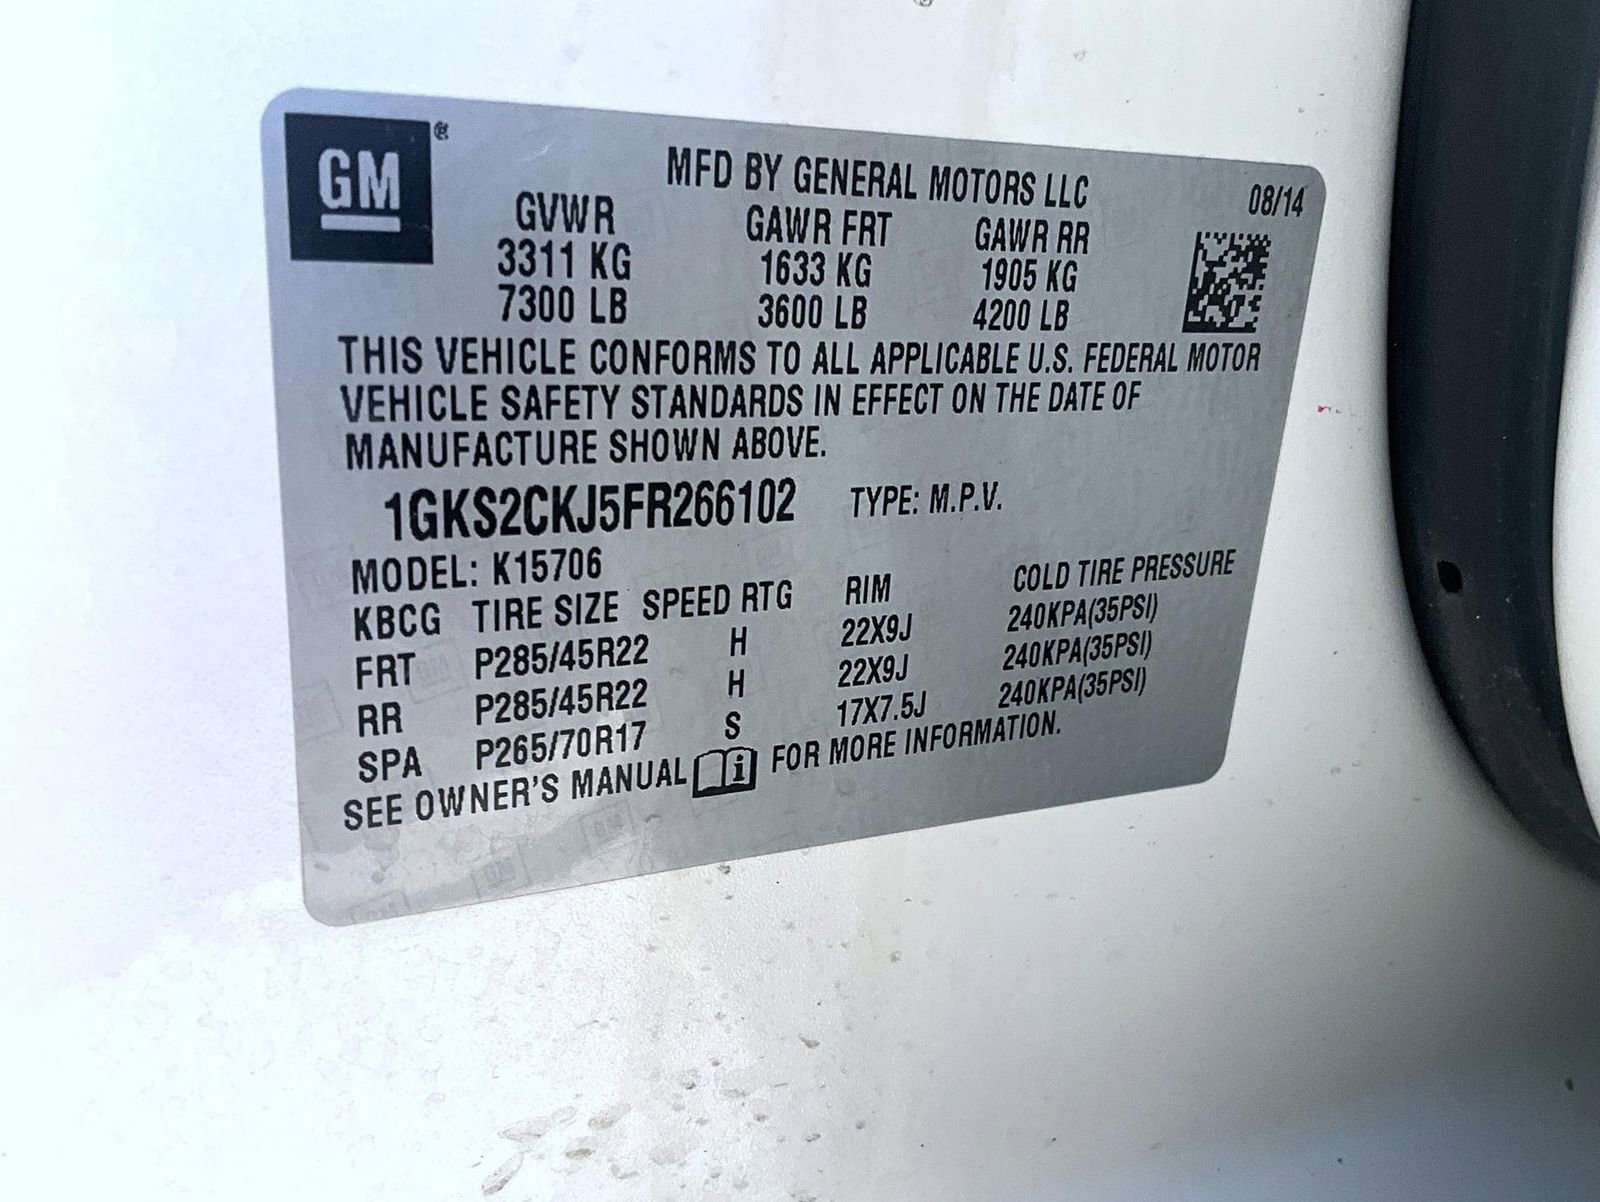 GM ®
MFD BY GENERAL MOTORS LLC 08/14
GVWR GAWR FRT GAWR RR
3311 KG 1633 KG 1905 KG
7300 LB 3600 LB 4200 LB
THIS VEHICLE CONFORMS TO ALL APPLICABLE U.S. FEDERAL MOTOR
VEHICLE SAFETY STANDARDS IN EFFECT ON THE DATE OF
MANUFACTURE SHOWN ABOVE.
1GKS2CKJ5FR266102 TYPE: M.P.V.
MODEL: K15706
KBCG TIRE SIZE SPEED RTG RIM COLD TIRE PRESSURE
FRT P285/45R22 H 22X9J 240KPA(35PSI)
RR P285/45R22 H 22X9J 240KPA(35PSI)
SPA P265/70R17 S 17X7.5J 240KPA(35PSI)
SEE OWNER'S MANUAL i FOR MORE INFORMATION.